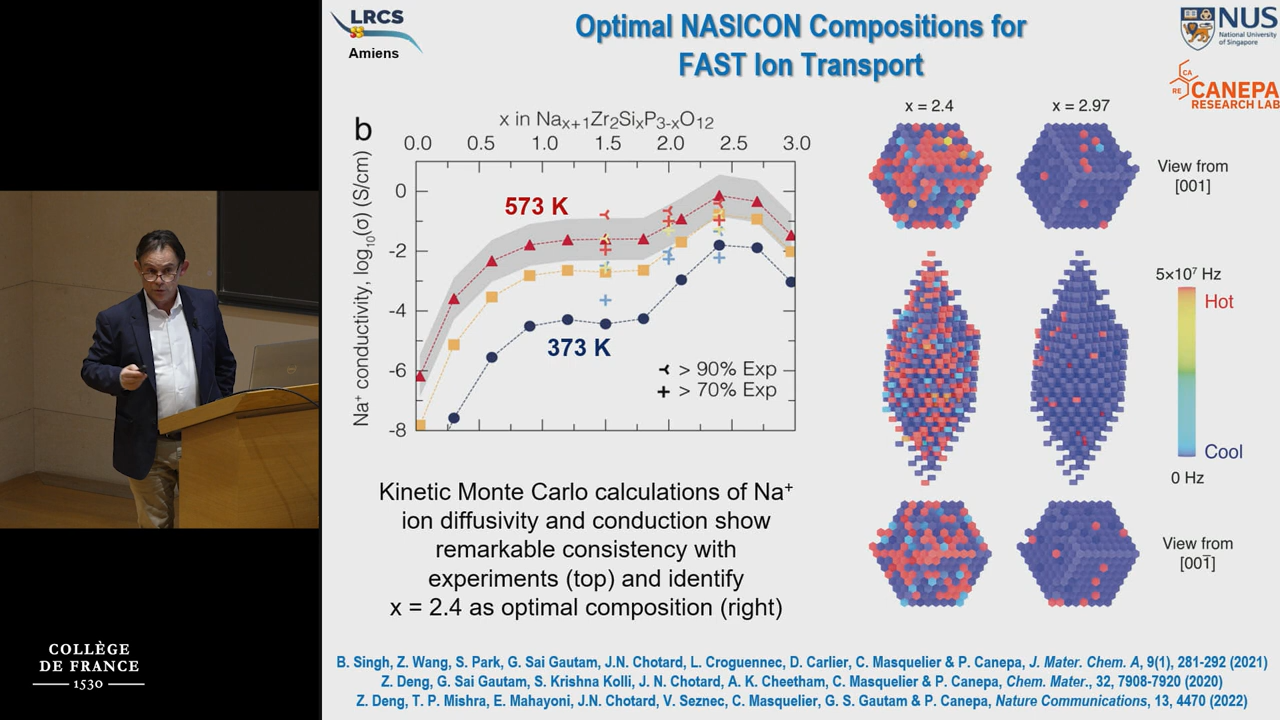 LRCS
Amiens
Optimal NASICON Compositions for
FAST Ion Transport
NUS
National University
of Singapore
CA
RE
CANEPA
RESEARCH LAB
b
x in Naₓ₊₁Zr₂SiₓP₃₋ₓO₁₂
0.0 0.5 1.0 1.5 2.0 2.5 3.0
Na⁺ conductivity, log₁₀(σ) (S/cm)
0
-2
-4
-6
-8
573 K
373 K
> 90% Exp
> 70% Exp
x = 2.4
x = 2.97
View from
[001]
5×10⁷ Hz
Hot
Cool
0 Hz
View from
[001̅]
Kinetic Monte Carlo calculations of Na⁺
ion diffusivity and conduction show
remarkable consistency with
experiments (top) and identify
x = 2.4 as optimal composition (right)
COLLÈGE
DE FRANCE
1530
B. Singh, Z. Wang, S. Park, G. Sai Gautam, J.N. Chotard, L. Croguennec, D. Carlier, C. Masquelier & P. Canepa, J. Mater. Chem. A, 9(1), 281-292 (2021)
Z. Deng, G. Sai Gautam, S. Krishna Kolli, J. N. Chotard, A. K. Cheetham, C. Masquelier & P. Canepa, Chem. Mater., 32, 7908-7920 (2020)
Z. Deng, T. P. Mishra, E. Mahayoni, J.N. Chotard, V. Seznec, C. Masquelier, G. S. Gautam & P. Canepa, Nature Communications, 13, 4470 (2022)